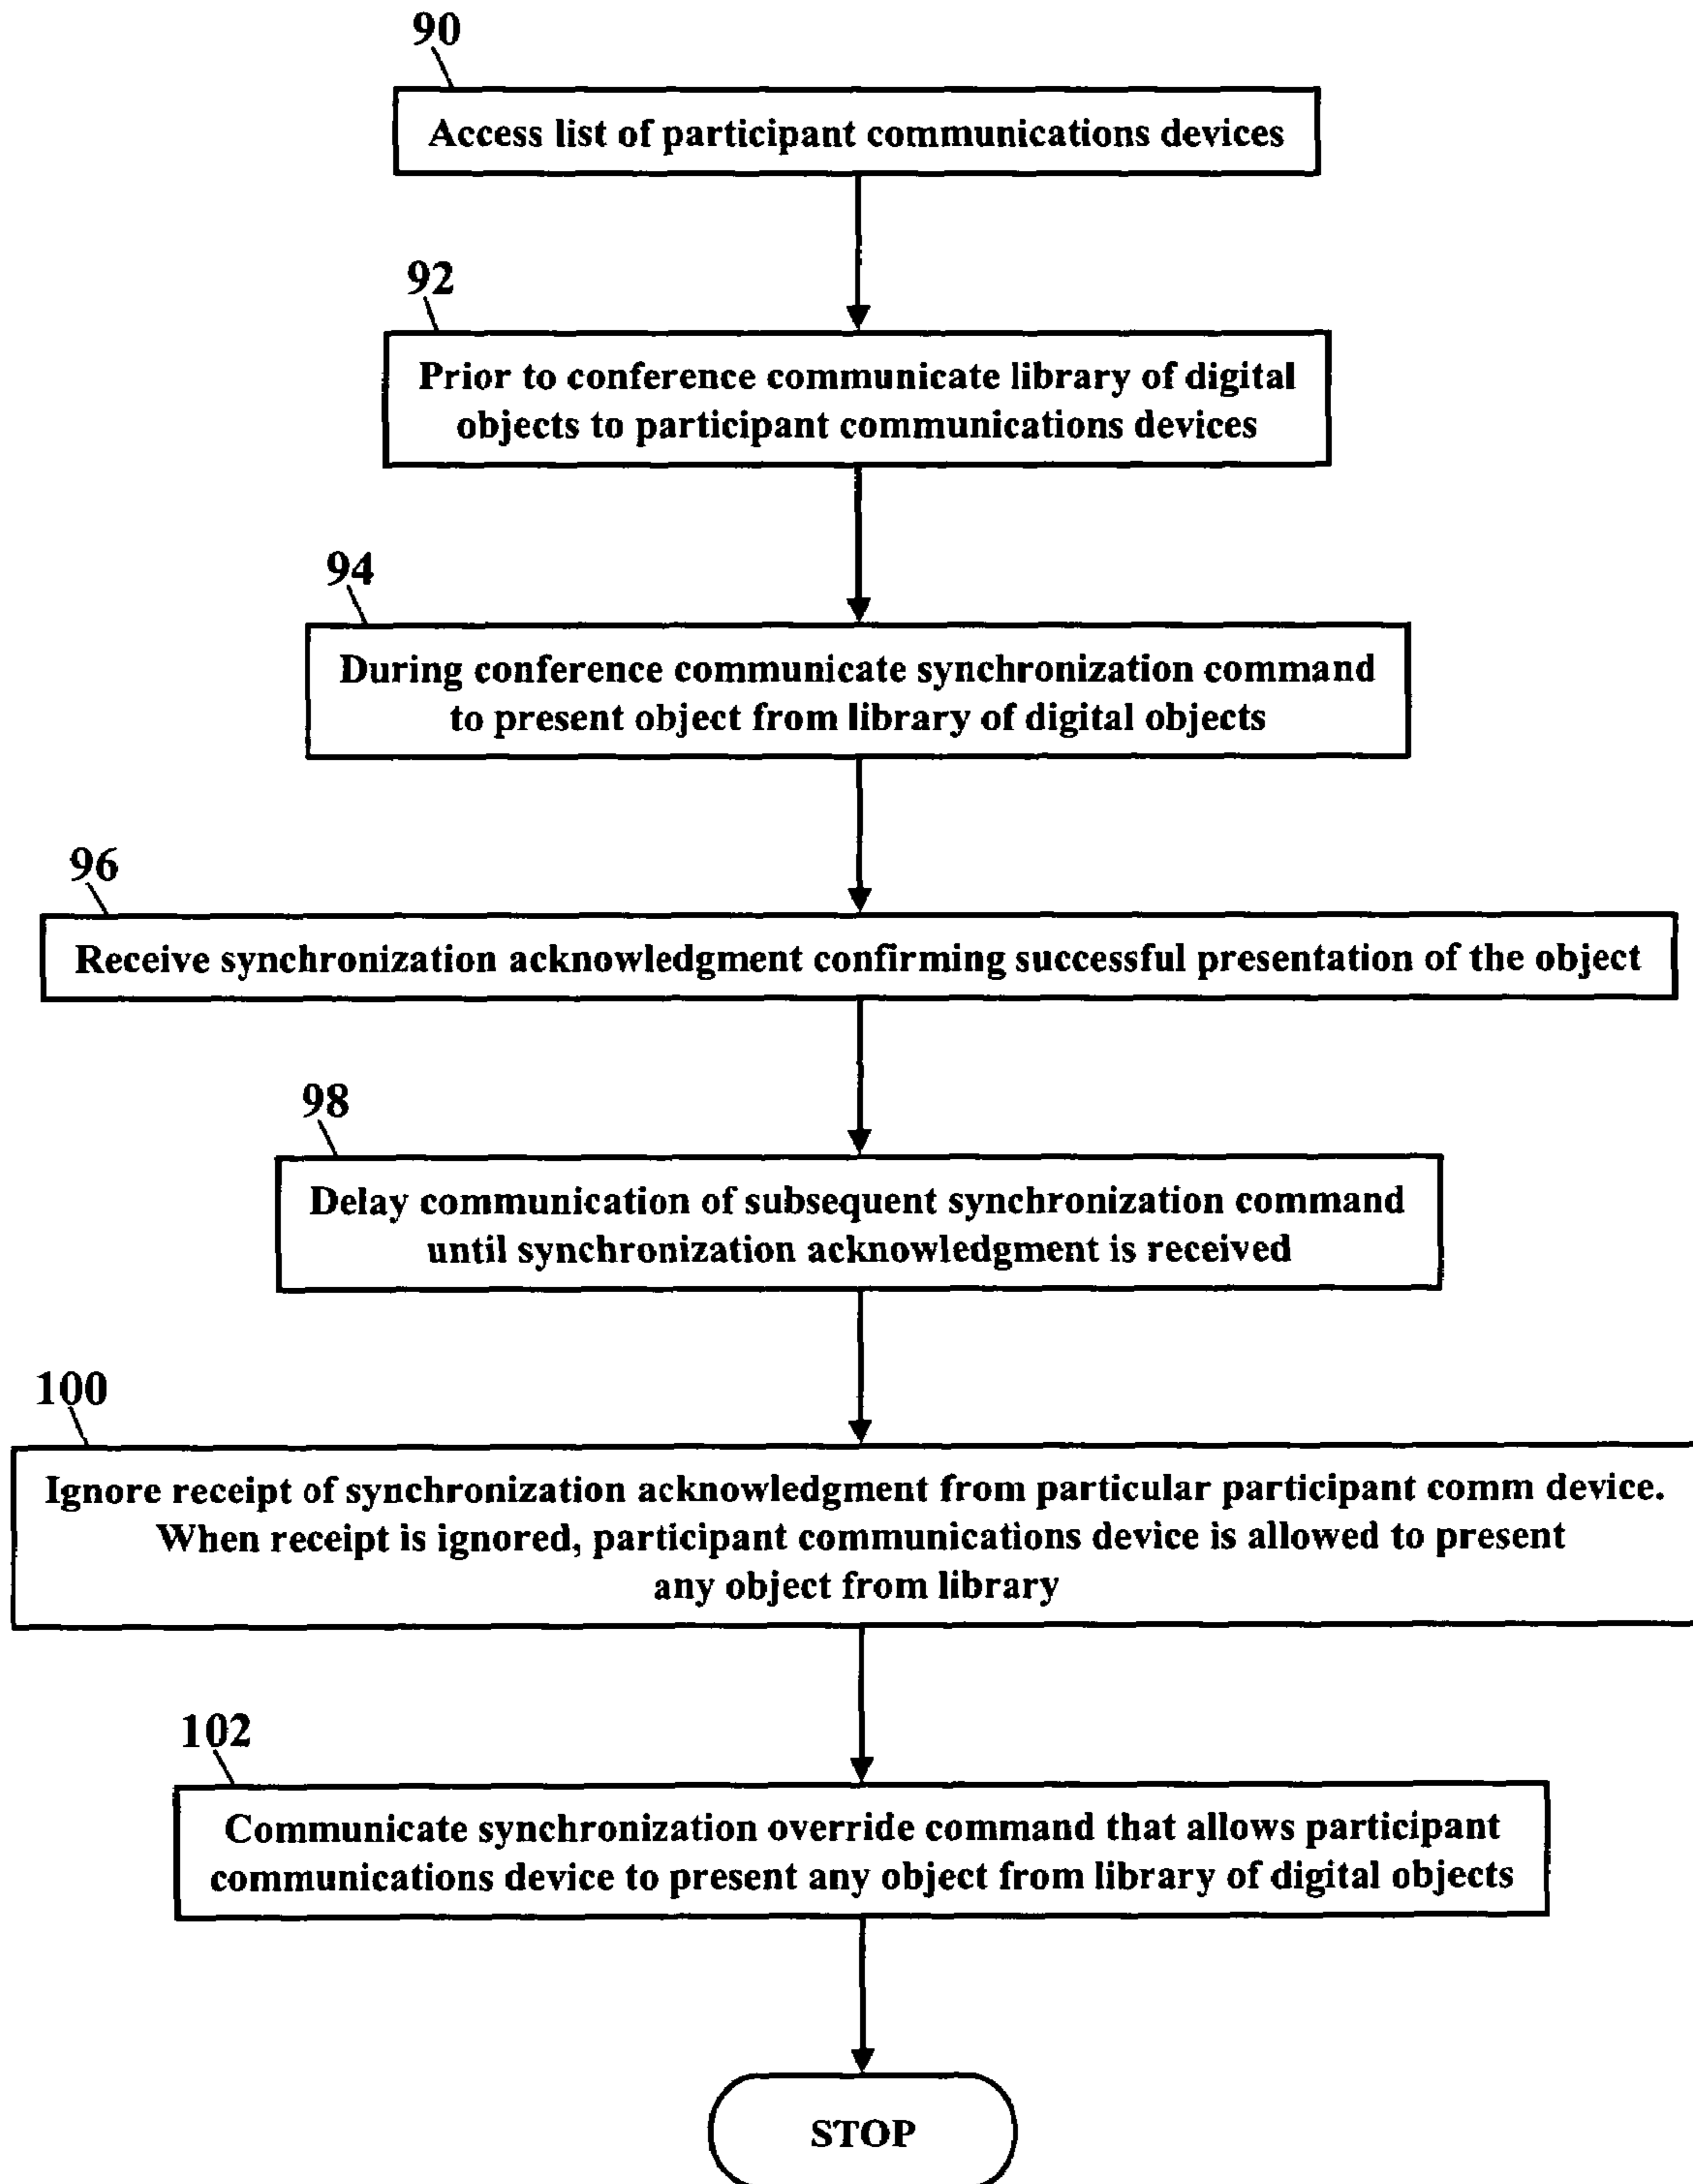 90
Access list of participant communications devices
92
Prior to conference communicate library of digital
objects to participant communications devices
94
During conference communicate synchronization command
to present object from library of digital objects
96
Receive synchronization acknowledgment confirming successful presentation of the object
98
Delay communication of subsequent synchronization command
until synchronization acknowledgment is received
100
Ignore receipt of synchronization acknowledgment from particular participant comm device.
When receipt is ignored, participant communications device is allowed to present
any object from library
102
Communicate synchronization override command that allows participant
communications device to present any object from library of digital objects
STOP